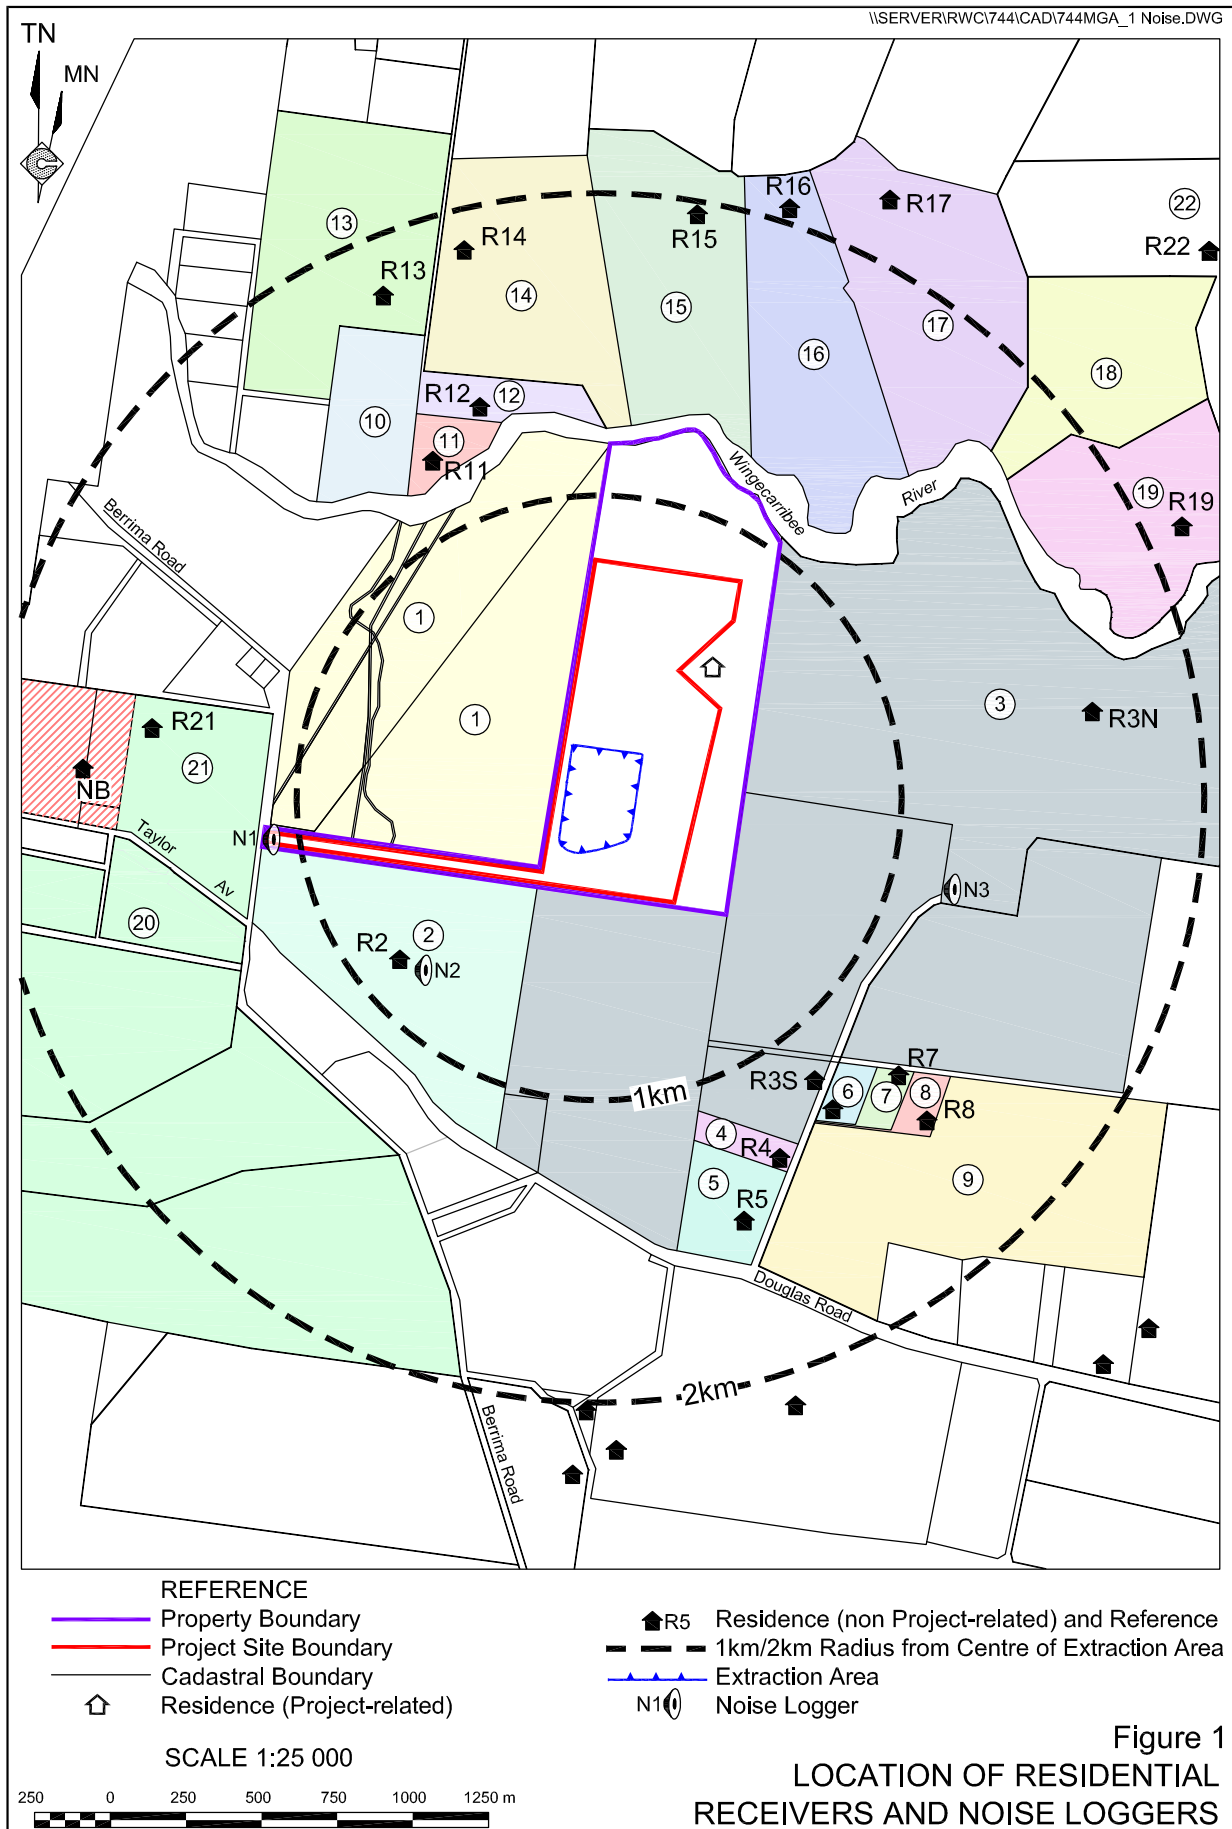 \\SERVER\RWC\744\CAD\744MGA_1 Noise.DWG
TN
MN
R16
R17
22
13
R14
R15
R22
R13
14
15
17
16
18
R12
12
10
11
R11
Wingecarribee
River
19
R19
Berrima Road
1
1
3
R3N
R21
21
NB
Taylor
Av
N1
N3
20
2
R2
N2
R7
R3S
6
7
8
1km
R8
4
R4
5
R5
9
Douglas Road
2km
Berrima Road
REFERENCE
Property Boundary
Project Site Boundary
Cadastral Boundary
Residence (Project-related)
R5 Residence (non Project-related) and Reference
1km/2km Radius from Centre of Extraction Area
Extraction Area
N1 Noise Logger
SCALE 1:25 000
250 0 250 500 750 1000 1250 m
Figure 1
LOCATION OF RESIDENTIAL
RECEIVERS AND NOISE LOGGERS